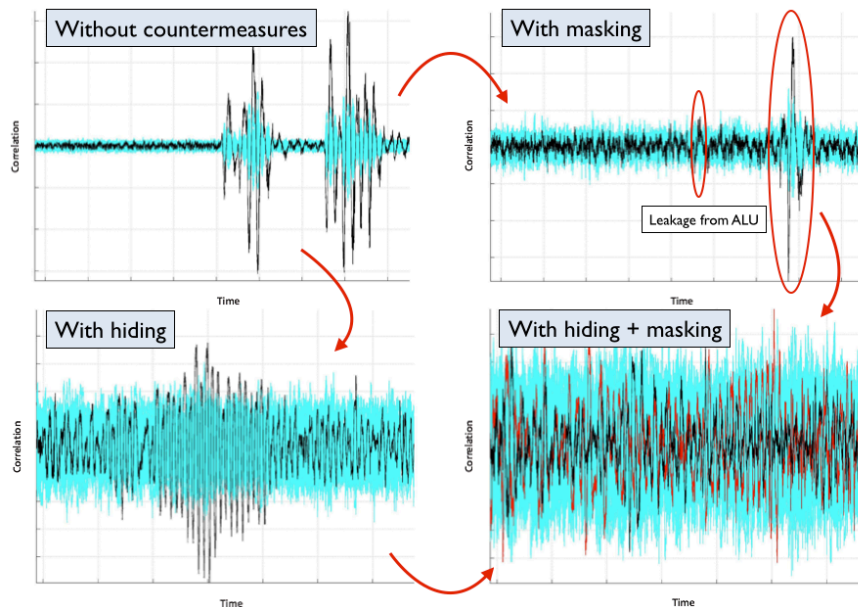 Without countermeasures
Correlation
Time
With masking
Correlation
Leakage from ALU
Time
With hiding
Correlation
Time
With hiding + masking
Correlation
Time